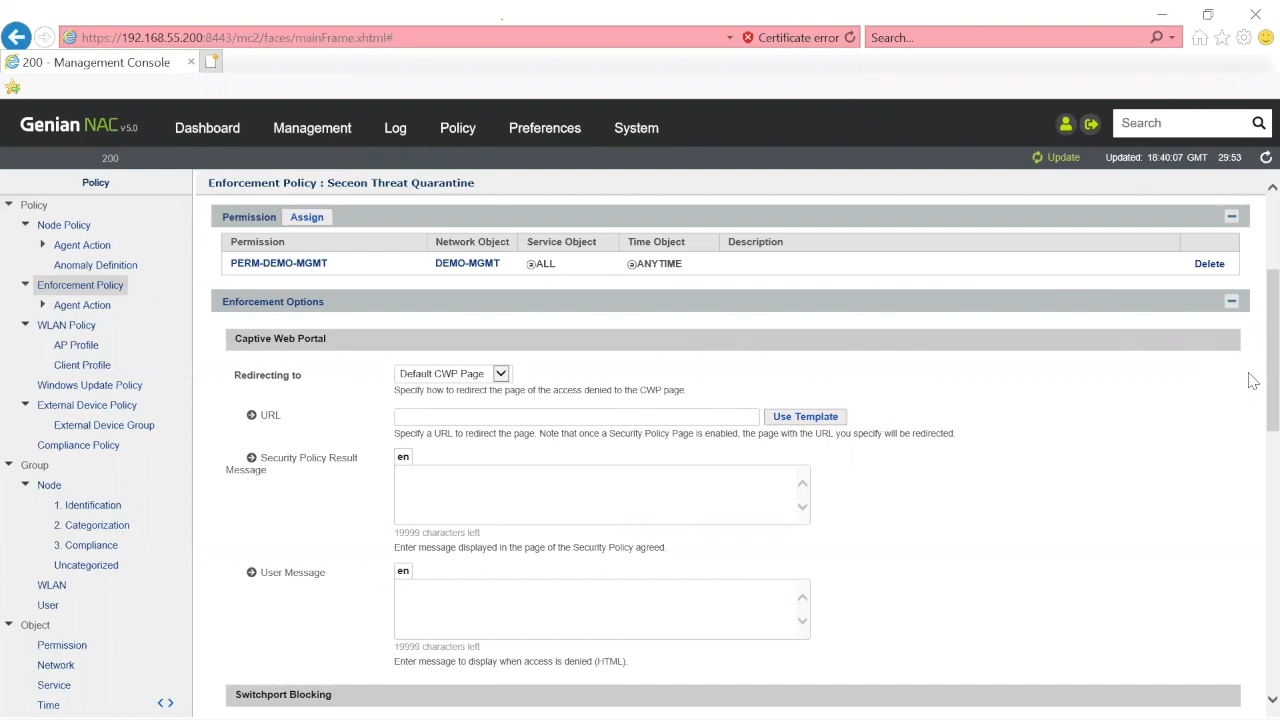 https://192.168.55.200:8443/mc2/faces/mainFrame.xhtml#
Certificate error
Search...
200 - Management Console
Genian NAC v5.0
Dashboard
Management
Log
Policy
Preferences
System
Search
200
Update
Updated: 18:40:07 GMT
29:53
Policy
Policy
Node Policy
Agent Action
Anomaly Definition
Enforcement Policy
Agent Action
WLAN Policy
AP Profile
Client Profile
Windows Update Policy
External Device Policy
External Device Group
Compliance Policy
Group
Node
1. Identification
2. Categorization
3. Compliance
Uncategorized
WLAN
User
Object
Permission
Network
Service
Time
Enforcement Policy : Seceon Threat Quarantine
Permission Assign
Permission Network Object Service Object Time Object Description
PERM-DEMO-MGMT DEMO-MGMT ALL ANYTIME Delete
Enforcement Options
Captive Web Portal
Redirecting to Default CWP Page
Specify how to redirect the page of the access denied to the CWP page.
URL Use Template
Specify a URL to redirect the page. Note that once a Security Policy Page is enabled, the page with the URL you specify will be redirected.
Security Policy Result
Message
en
19999 characters left
Enter message displayed in the page of the Security Policy agreed.
User Message
en
19999 characters left
Enter message to display when access is denied (HTML).
Switchport Blocking